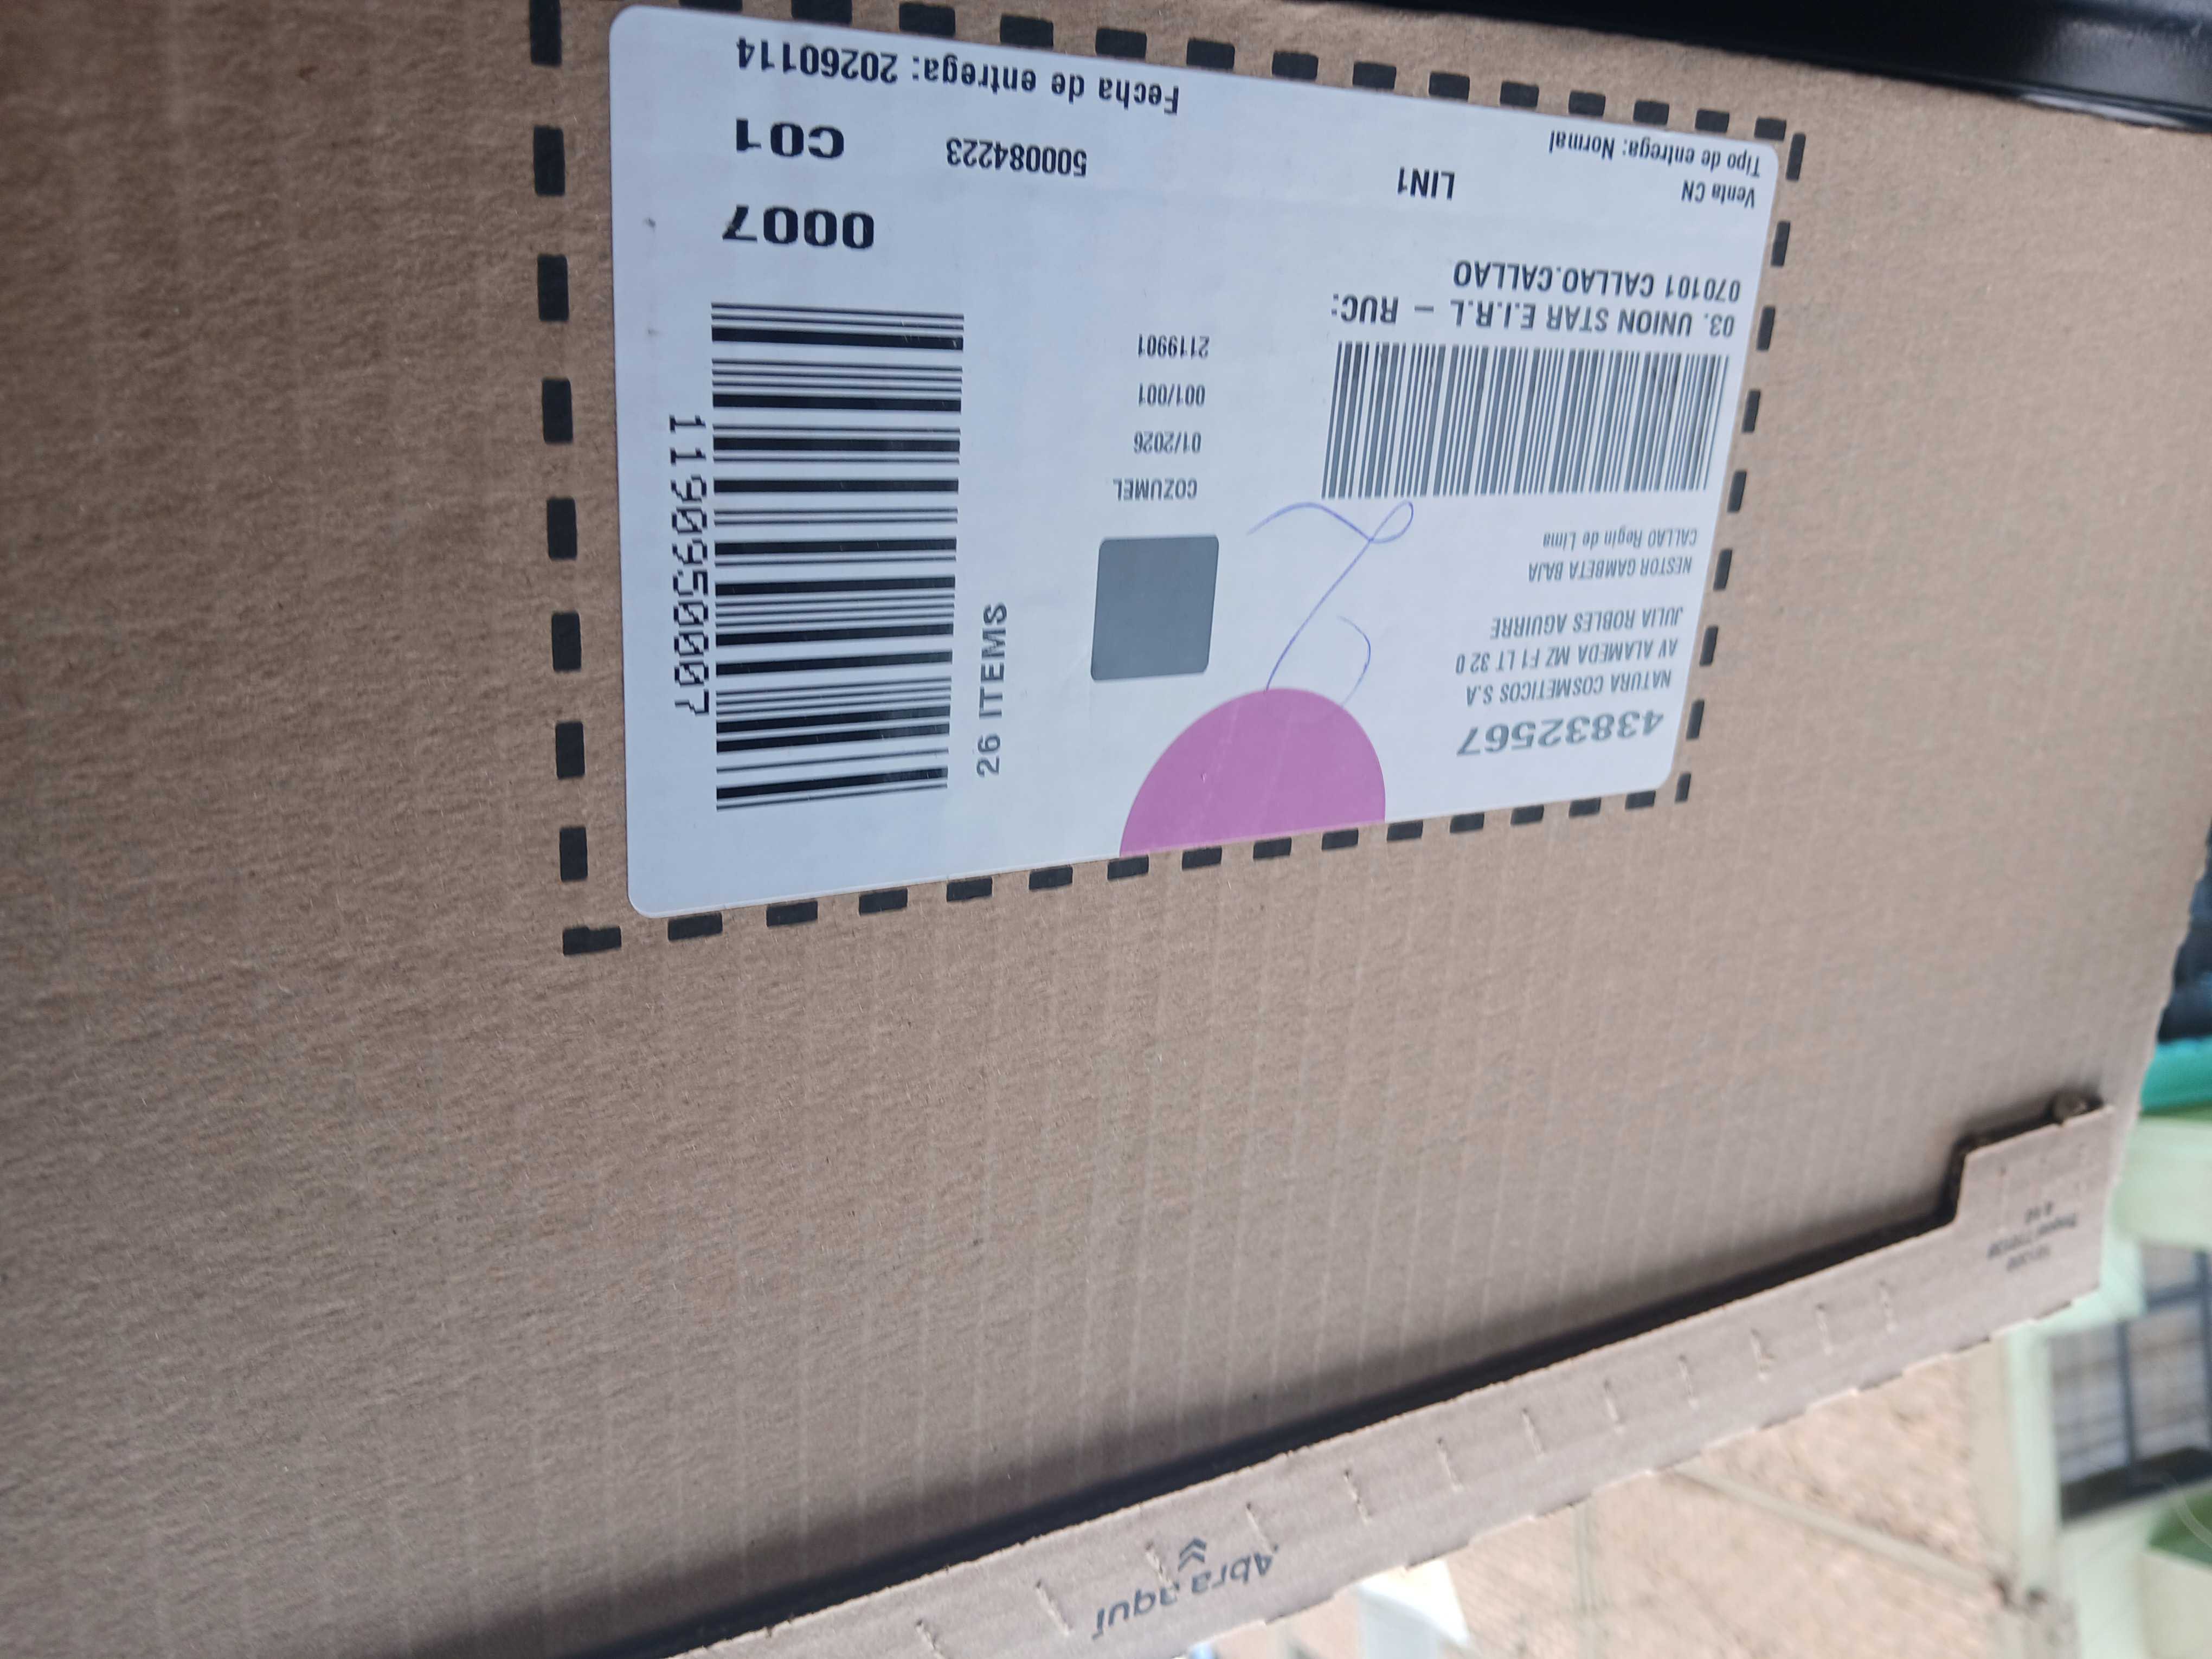 43832567
NATURA COSMETICOS S.A
AV ALAMEDA MZ F1 LT 32 0
JULIA ROBLES AGUIRRE
NESTOR GAMBETA BAJA
CALLAO Regin de Lima
03. UNION STAR E.I.R.L – RUC:
070101 CALLAO.CALLAO
Venta CN
Tipo de entrega: Normal
LIN1
COZUMEL
01/2026
001/001
2119901
26 ITEMS
1190950007
0007
500084223
C01
Fecha de entrega: 20260114
Abra aquí